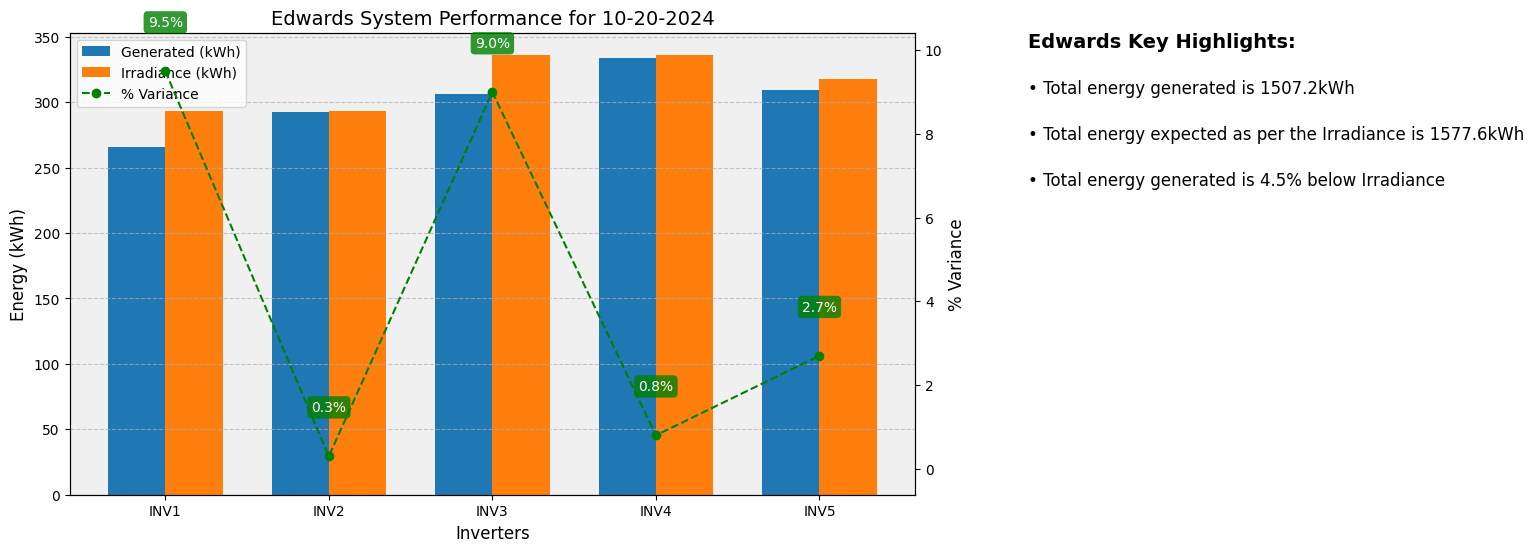 Edwards System Performance for 10-20-2024
9.5%
9.0%
0.3%
0.8%
2.7%
Generated (kWh)
Irradiance (kWh)
% Variance
Energy (kWh)
350
300
250
200
150
100
50
0
INV1
INV2
INV3
INV4
INV5
Inverters
10
8
6
4
2
0
% Variance
Edwards Key Highlights:
• Total energy generated is 1507.2kWh
• Total energy expected as per the Irradiance is 1577.6kWh
• Total energy generated is 4.5% below Irradiance